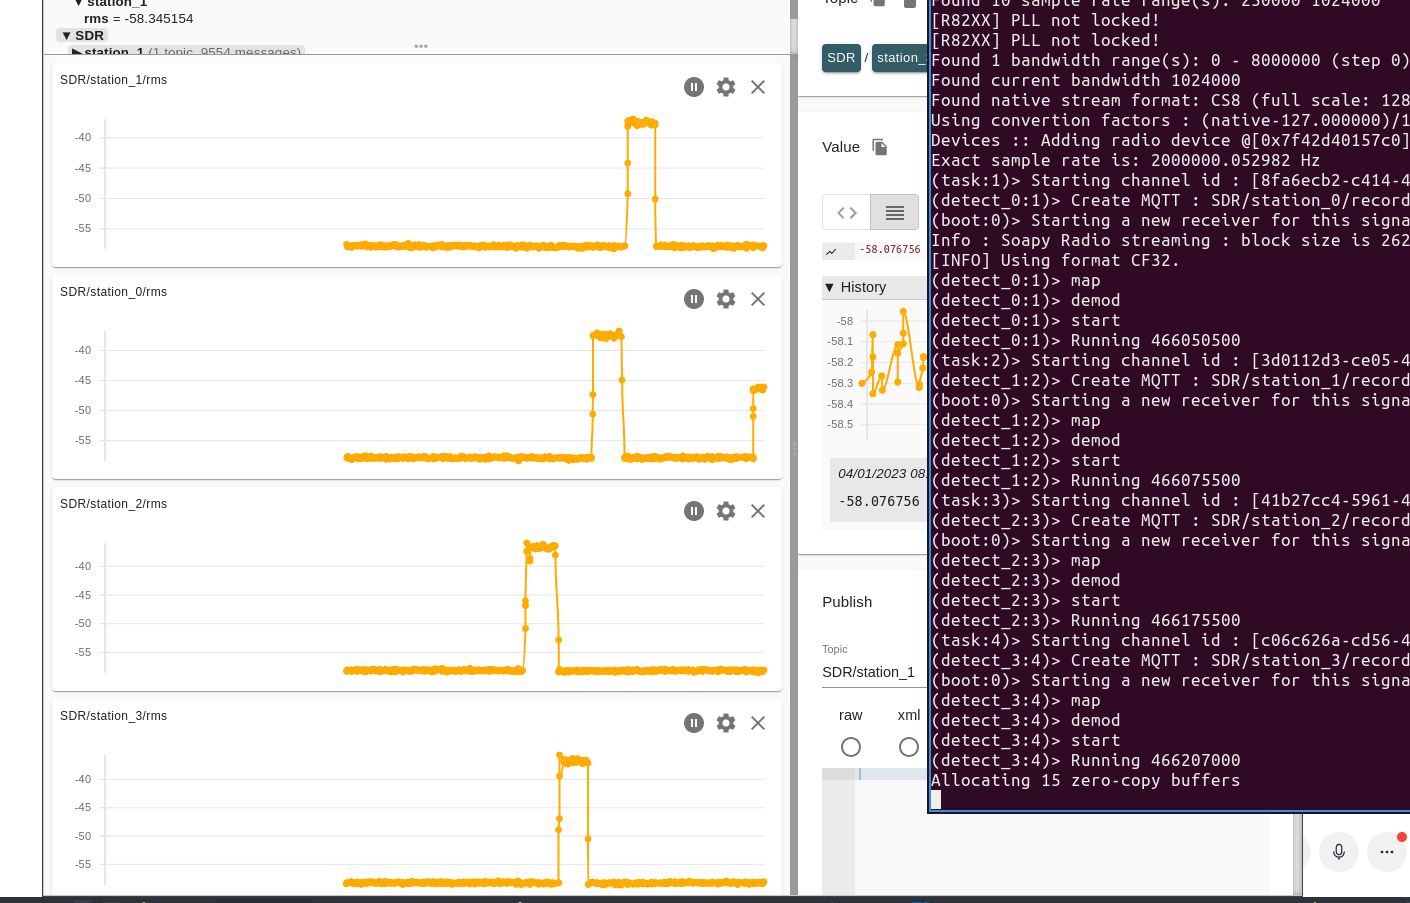 ▼ station_1
rms = -58.345154
▼ SDR
▶ station_1 (1 topic, 9554 messages)
SDR/station_1/rms
-40
-45
-50
-55
SDR/station_0/rms
-40
-45
-50
-55
SDR/station_2/rms
-40
-45
-50
-55
SDR/station_3/rms
-40
-45
-50
-55
Topic
SDR / station_
Value
-58.076756
▼ History
-58
-58.1
-58.2
-58.3
-58.4
-58.5
04/01/2023 08.
-58.076756
Publish
Topic
SDR/station_1
raw xml
Found 10 sample rate range(s): 250000 1024000
[R82XX] PLL not locked!
[R82XX] PLL not locked!
Found 1 bandwidth range(s): 0 - 8000000 (step 0)
Found current bandwidth 1024000
Found native stream format: CS8 (full scale: 128
Using convertion factors : (native-127.000000)/1
Devices :: Adding radio device @[0x7f42d40157c0]
Exact sample rate is: 2000000.052982 Hz
(task:1)> Starting channel id : [8fa6ecb2-c414-4
(detect_0:1)> Create MQTT : SDR/station_0/record
(boot:0)> Starting a new receiver for this signa
Info : Soapy Radio streaming : block size is 262
[INFO] Using format CF32.
(detect_0:1)> map
(detect_0:1)> demod
(detect_0:1)> start
(detect_0:1)> Running 466050500
(task:2)> Starting channel id : [3d0112d3-ce05-4
(detect_1:2)> Create MQTT : SDR/station_1/record
(boot:0)> Starting a new receiver for this signa
(detect_1:2)> map
(detect_1:2)> demod
(detect_1:2)> start
(detect_1:2)> Running 466075500
(task:3)> Starting channel id : [41b27cc4-5961-4
(detect_2:3)> Create MQTT : SDR/station_2/record
(boot:0)> Starting a new receiver for this signa
(detect_2:3)> map
(detect_2:3)> demod
(detect_2:3)> start
(detect_2:3)> Running 466175500
(task:4)> Starting channel id : [c06c626a-cd56-4
(detect_3:4)> Create MQTT : SDR/station_3/record
(boot:0)> Starting a new receiver for this signa
(detect_3:4)> map
(detect_3:4)> demod
(detect_3:4)> start
(detect_3:4)> Running 466207000
Allocating 15 zero-copy buffers